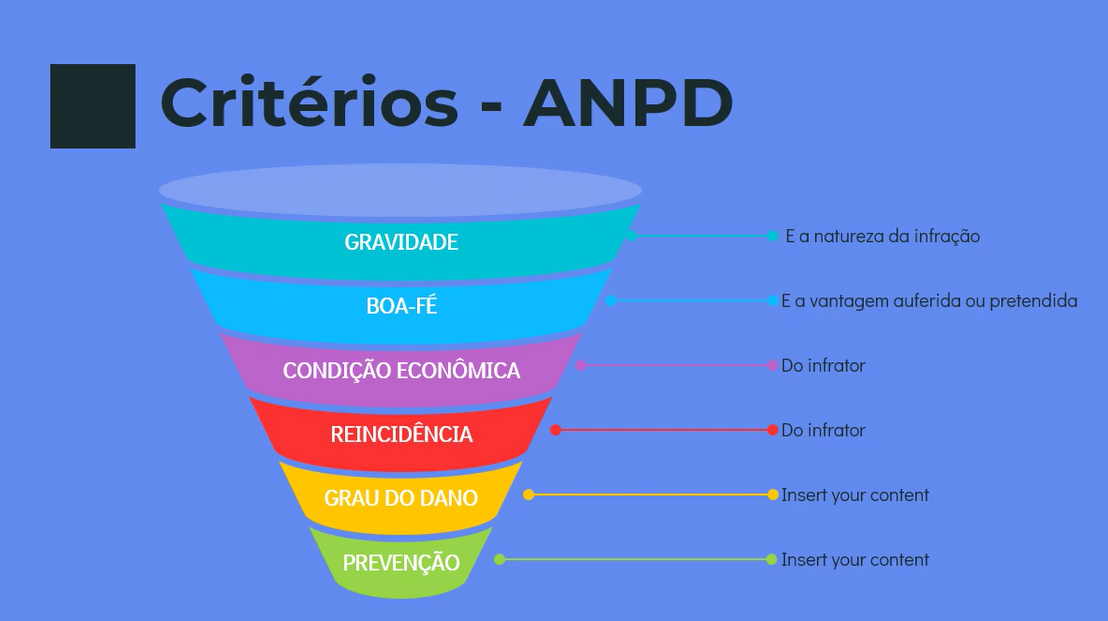 Critérios - ANPD
GRAVIDADE
E a natureza da infração
BOA-FÉ
E a vantagem auferida ou pretendida
CONDIÇÃO ECONÔMICA
Do infrator
REINCIDÊNCIA
Do infrator
GRAU DO DANO
Insert your content
PREVENÇÃO
Insert your content